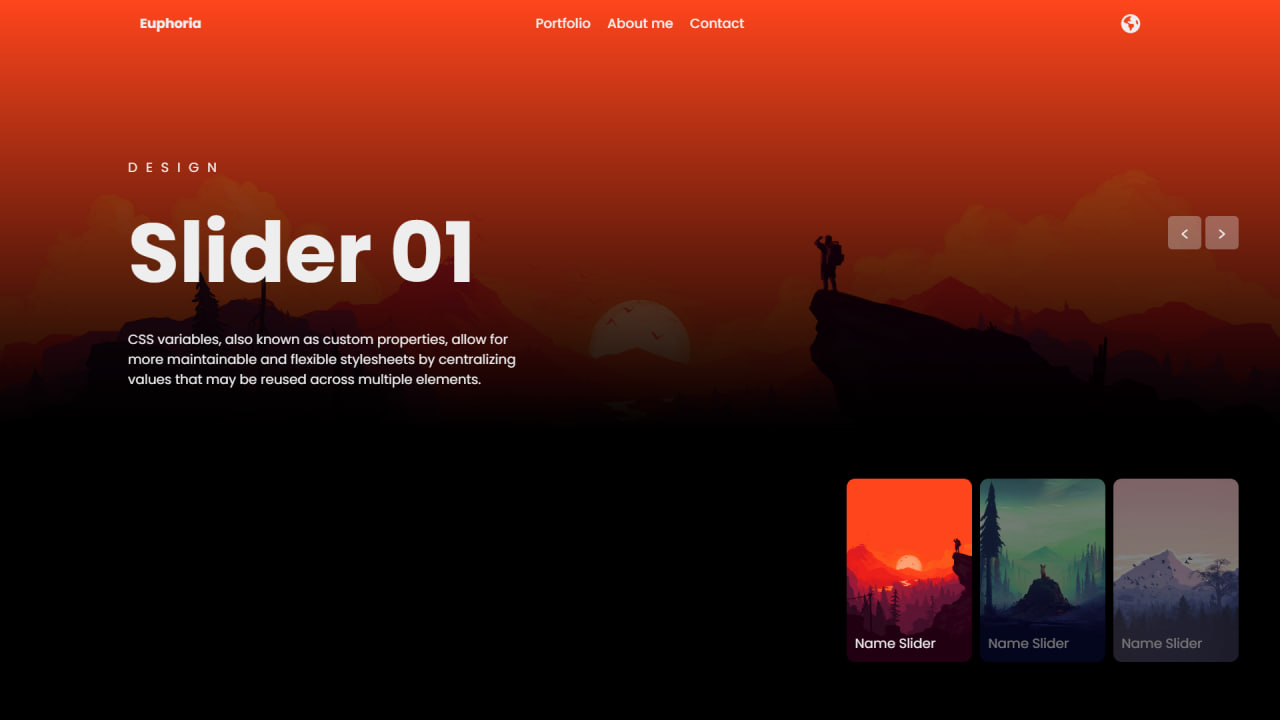 Euphoria
Portfolio
About me
Contact
DESIGN
Slider 01
CSS variables, also known as custom properties, allow for
more maintainable and flexible stylesheets by centralizing
values that may be reused across multiple elements.
Name Slider
Name Slider
Name Slider